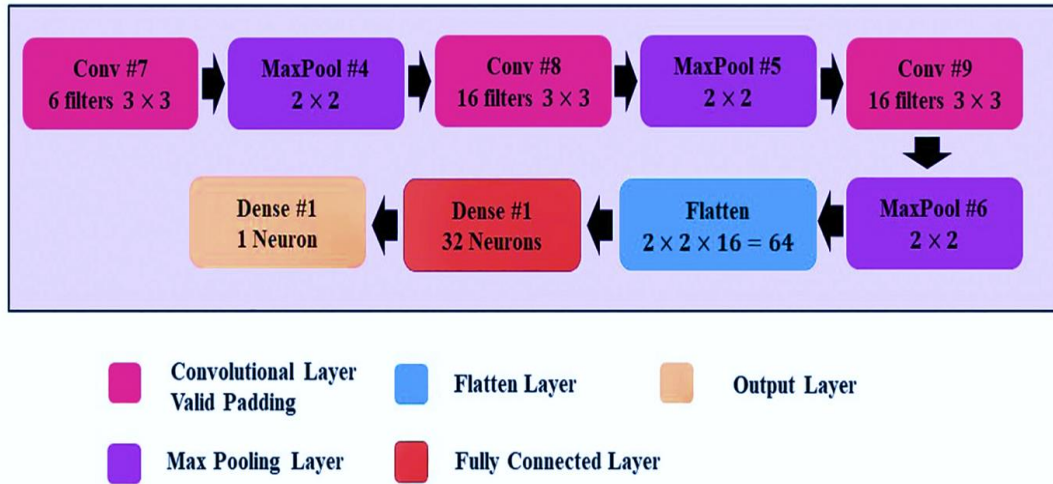 Conv #7
6 filters 3 × 3
MaxPool #4
2 × 2
Conv #8
16 filters 3 × 3
MaxPool #5
2 × 2
Conv #9
16 filters 3 × 3
MaxPool #6
2 × 2
Flatten
2 × 2 × 16 = 64
Dense #1
32 Neurons
Dense #1
1 Neuron
Convolutional Layer
Valid Padding
Flatten Layer
Output Layer
Max Pooling Layer
Fully Connected Layer